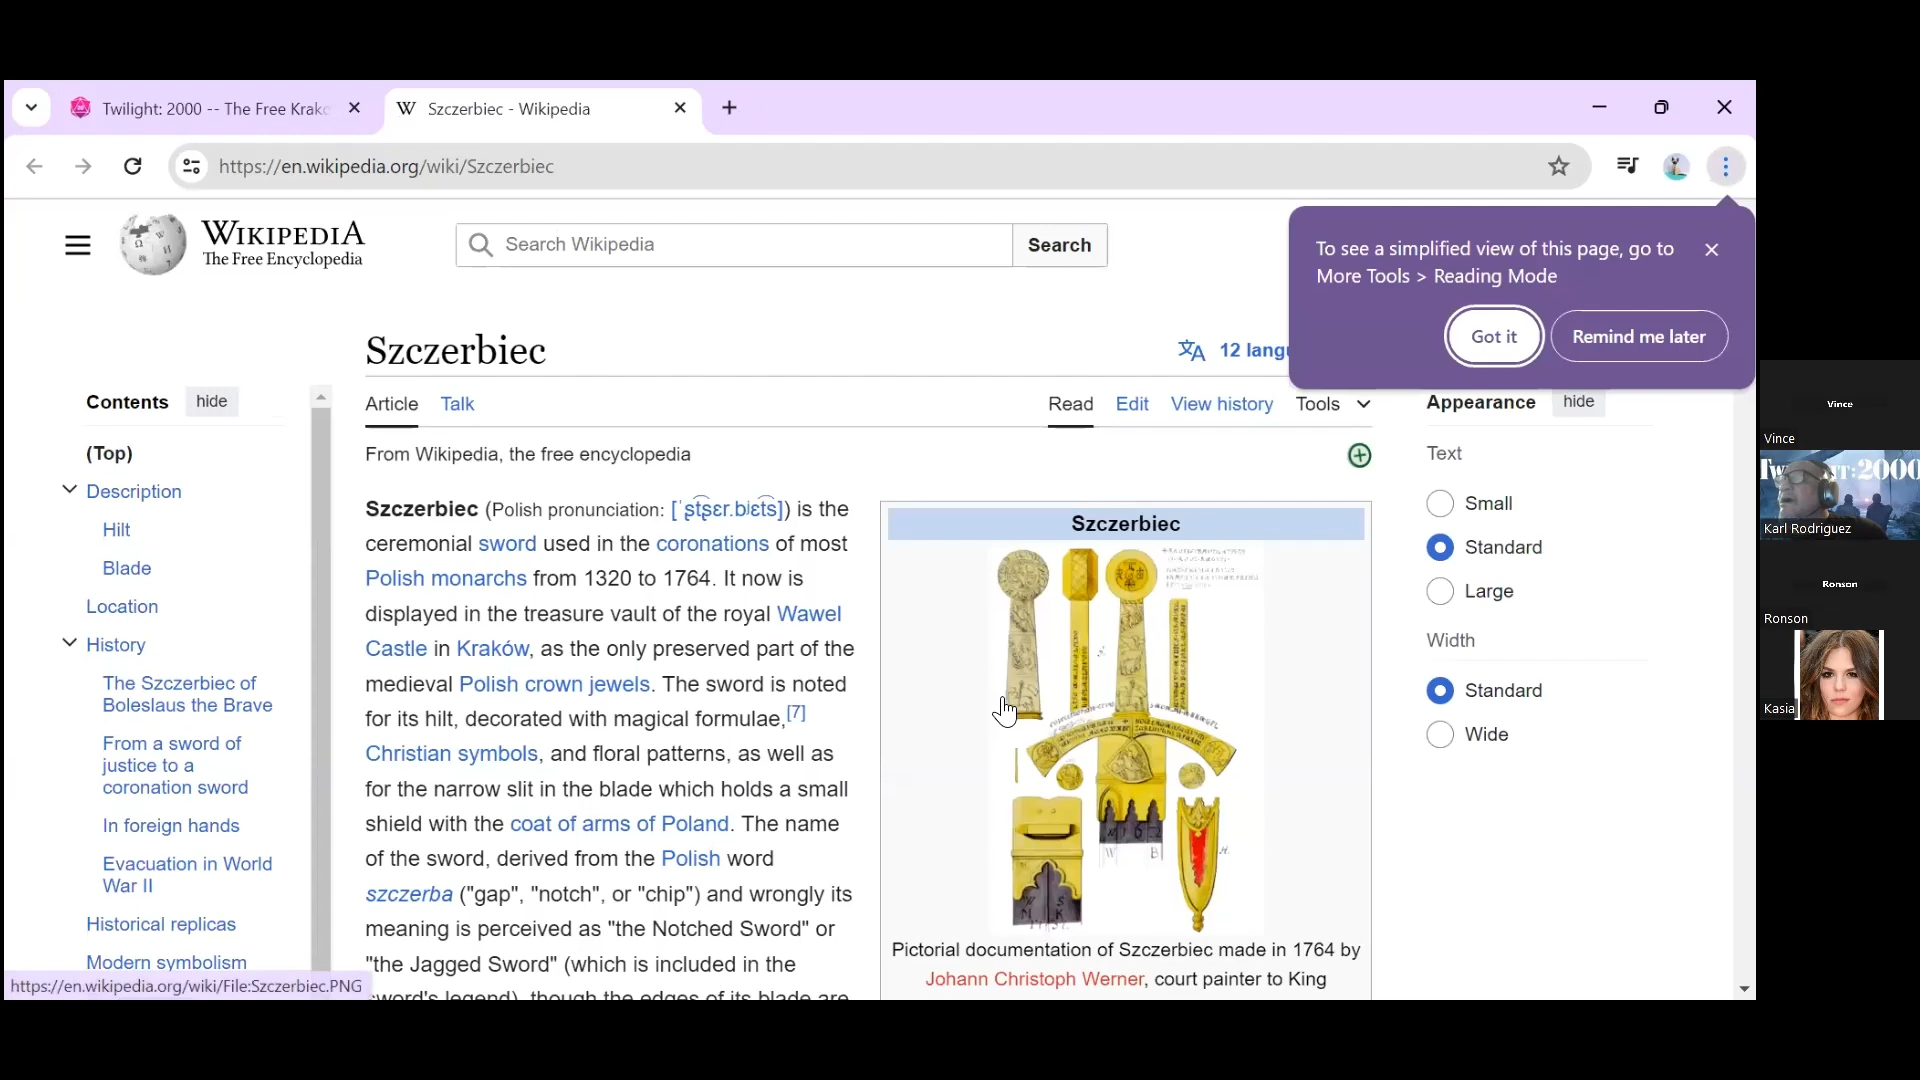 Twilight: 2000 -- The Free Krako
Szczerbiec - Wikipedia
https://en.wikipedia.org/wiki/Szczerbiec
WIKIPEDIA
The Free Encyclopedia
Search Wikipedia
Search
To see a simplified view of this page, go to
More Tools > Reading Mode
Got it
Remind me later
Szczerbiec
12 langu
Contents
hide
(Top)
Description
Hilt
Blade
Location
History
The Szczerbiec of
Boleslaus the Brave
From a sword of
justice to a
coronation sword
In foreign hands
Evacuation in World
War II
Historical replicas
Modern symbolism
https://en.wikipedia.org/wiki/File:Szczerbiec.PNG
Article
Talk
Read
Edit
View history
Tools
From Wikipedia, the free encyclopedia
Szczerbiec (Polish pronunciation: [ˈʂt͡ʂɛr.bʲɛt͡s]) is the
ceremonial sword used in the coronations of most
Polish monarchs from 1320 to 1764. It now is
displayed in the treasure vault of the royal Wawel
Castle in Kraków, as the only preserved part of the
medieval Polish crown jewels. The sword is noted
for its hilt, decorated with magical formulae,[7]
Christian symbols, and floral patterns, as well as
for the narrow slit in the blade which holds a small
shield with the coat of arms of Poland. The name
of the sword, derived from the Polish word
szczerba ("gap", "notch", or "chip") and wrongly its
meaning is perceived as "the Notched Sword" or
"the Jagged Sword" (which is included in the
sword's legend), though the edges of its blade are
Szczerbiec
Pictorial documentation of Szczerbiec made in 1764 by
Johann Christoph Werner, court painter to King
Appearance
hide
Text
Small
Standard
Large
Width
Standard
Wide
Vince
Vince
Karl Rodriguez
Ronson
Ronson
Kasia